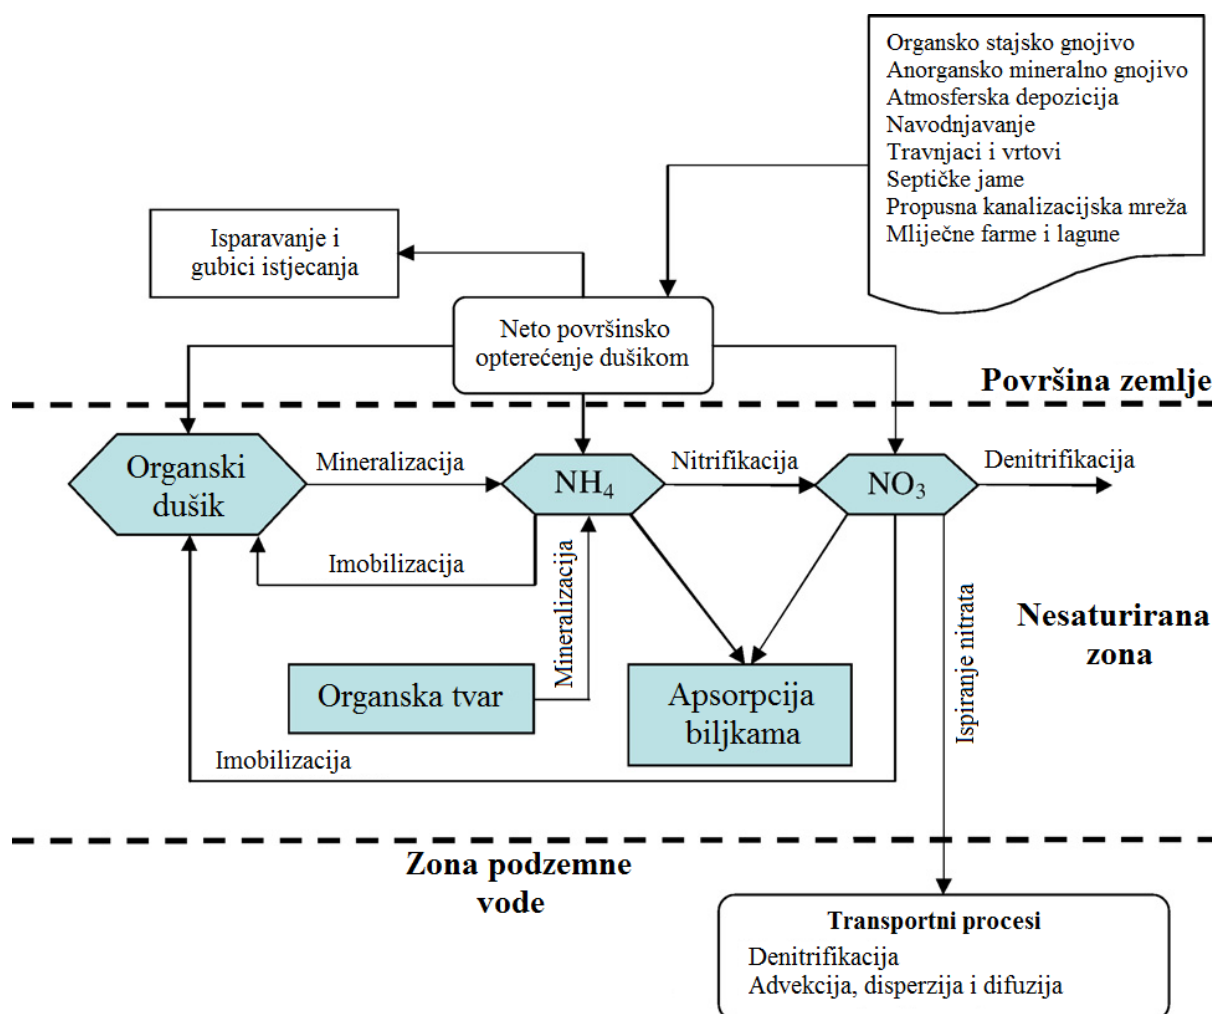 Organsko stajsko gnojivo
Anorgansko mineralno gnojivo
Atmosferska depozicija
Navodnjavanje
Travnjaci i vrtovi
Septičke jame
Propusna kanalizacijska mreža
Mliječne farme i lagune
Isparavanje i
gubici istjecanja
Neto površinsko
opterećenje dušikom
Površina zemlje
Organski
dušik
Mineralizacija
NH₄
Nitrifikacija
NO₃
Denitrifikacija
Imobilizacija
Mineralizacija
Ispiranje nitrata
Nesaturirana
zona
Organska tvar
Apsorpcija
biljkama
Imobilizacija
Zona podzemne
vode
Transportni procesi
Denitrifikacija
Advekcija, disperzija i difuzija